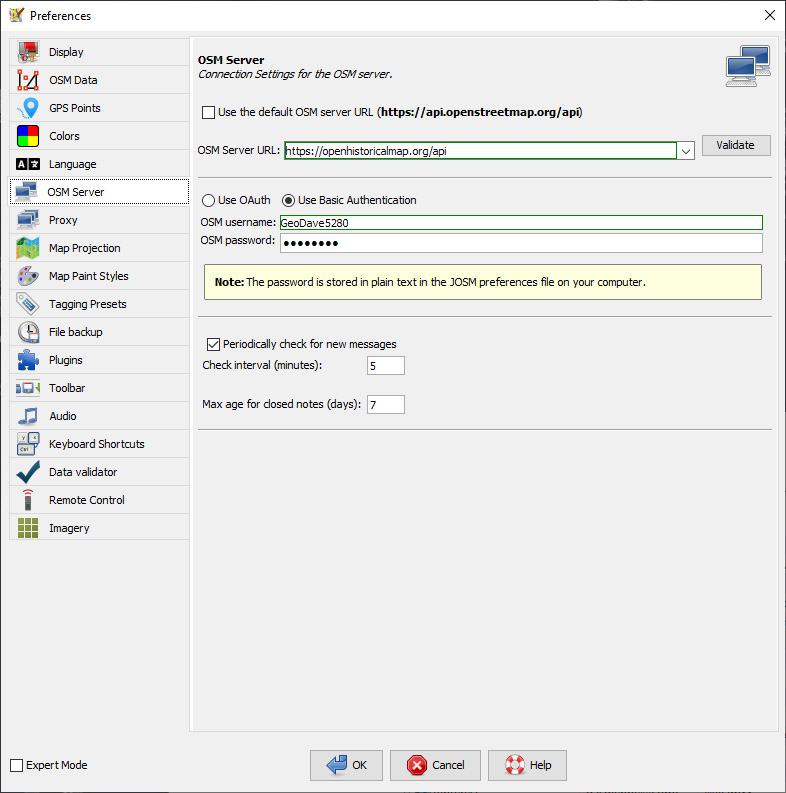 Preferences
Display
OSM Data
GPS Points
Colors
Language
OSM Server
Proxy
Map Projection
Map Paint Styles
Tagging Presets
File backup
Plugins
Toolbar
Audio
Keyboard Shortcuts
Data validator
Remote Control
Imagery
OSM Server
Connection Settings for the OSM server.
Use the default OSM server URL (https://api.openstreetmap.org/api)
OSM Server URL: https://openhistoricalmap.org/api Validate
Use OAuth Use Basic Authentication
OSM username: GeoDave5280
OSM password: ●●●●●●●●
Note: The password is stored in plain text in the JOSM preferences file on your computer.
Periodically check for new messages
Check interval (minutes): 5
Max age for closed notes (days): 7
Expert Mode OK Cancel Help